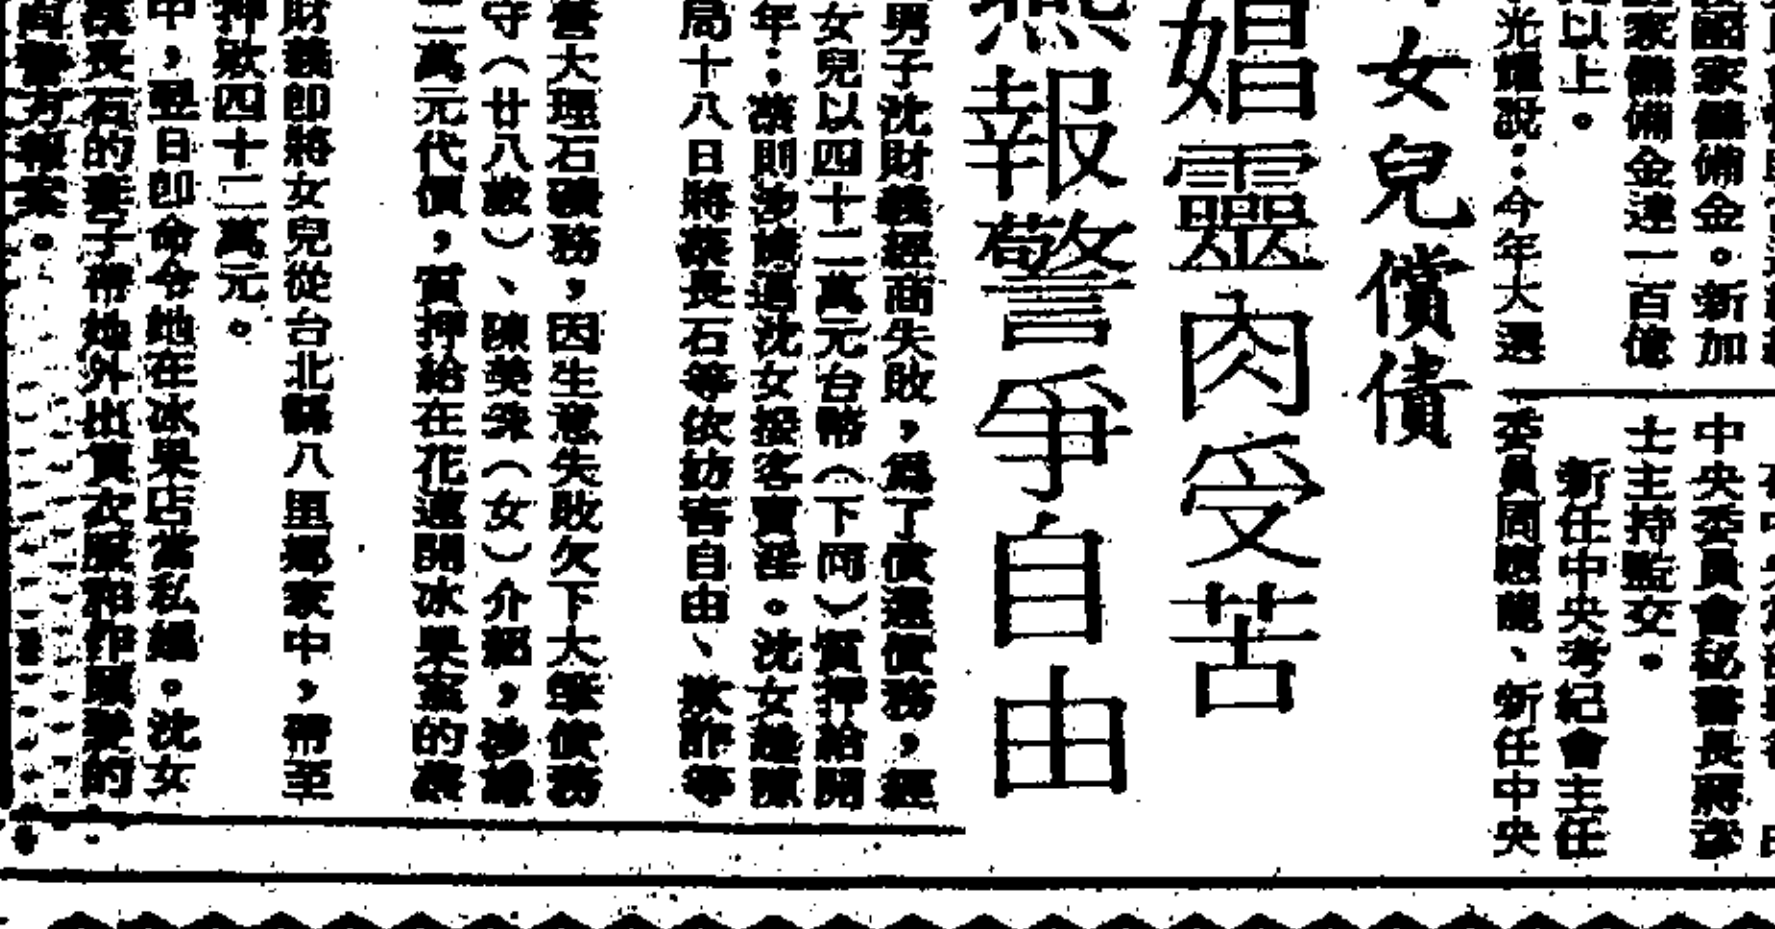 國家儲備金。新加
家儲備金達一百億
以上。
光耀說：今年大選
中央委員會秘書長蔣彥
士主持監交。
新任中央考紀會主任
委員周應龍、新任中央
女兒償債
娼靈肉受苦
報警爭自由
男子沈財義經商失敗，爲了償還債務，經
女兒以四十二萬元台幣（下同）質押給開
年；蔡則涉嫌逼沈女接客賣淫。沈女趁
局十八日將蔡長石等依妨害自由、欺詐等
營大理石礦務，因生意失敗欠下大筆債務
守（廿八歲）、陳美珠（女）介紹，涉嫌
二萬元代價，質押給在花蓮開冰果室的蔡
財義即將女兒從台北縣八里鄉家中，帶至
押款四十二萬元。
中，翌日即命令她在冰果店當私娼。沈女
蔡長石的妻子帶她外出買衣服和作頭髮的
向警方報案。